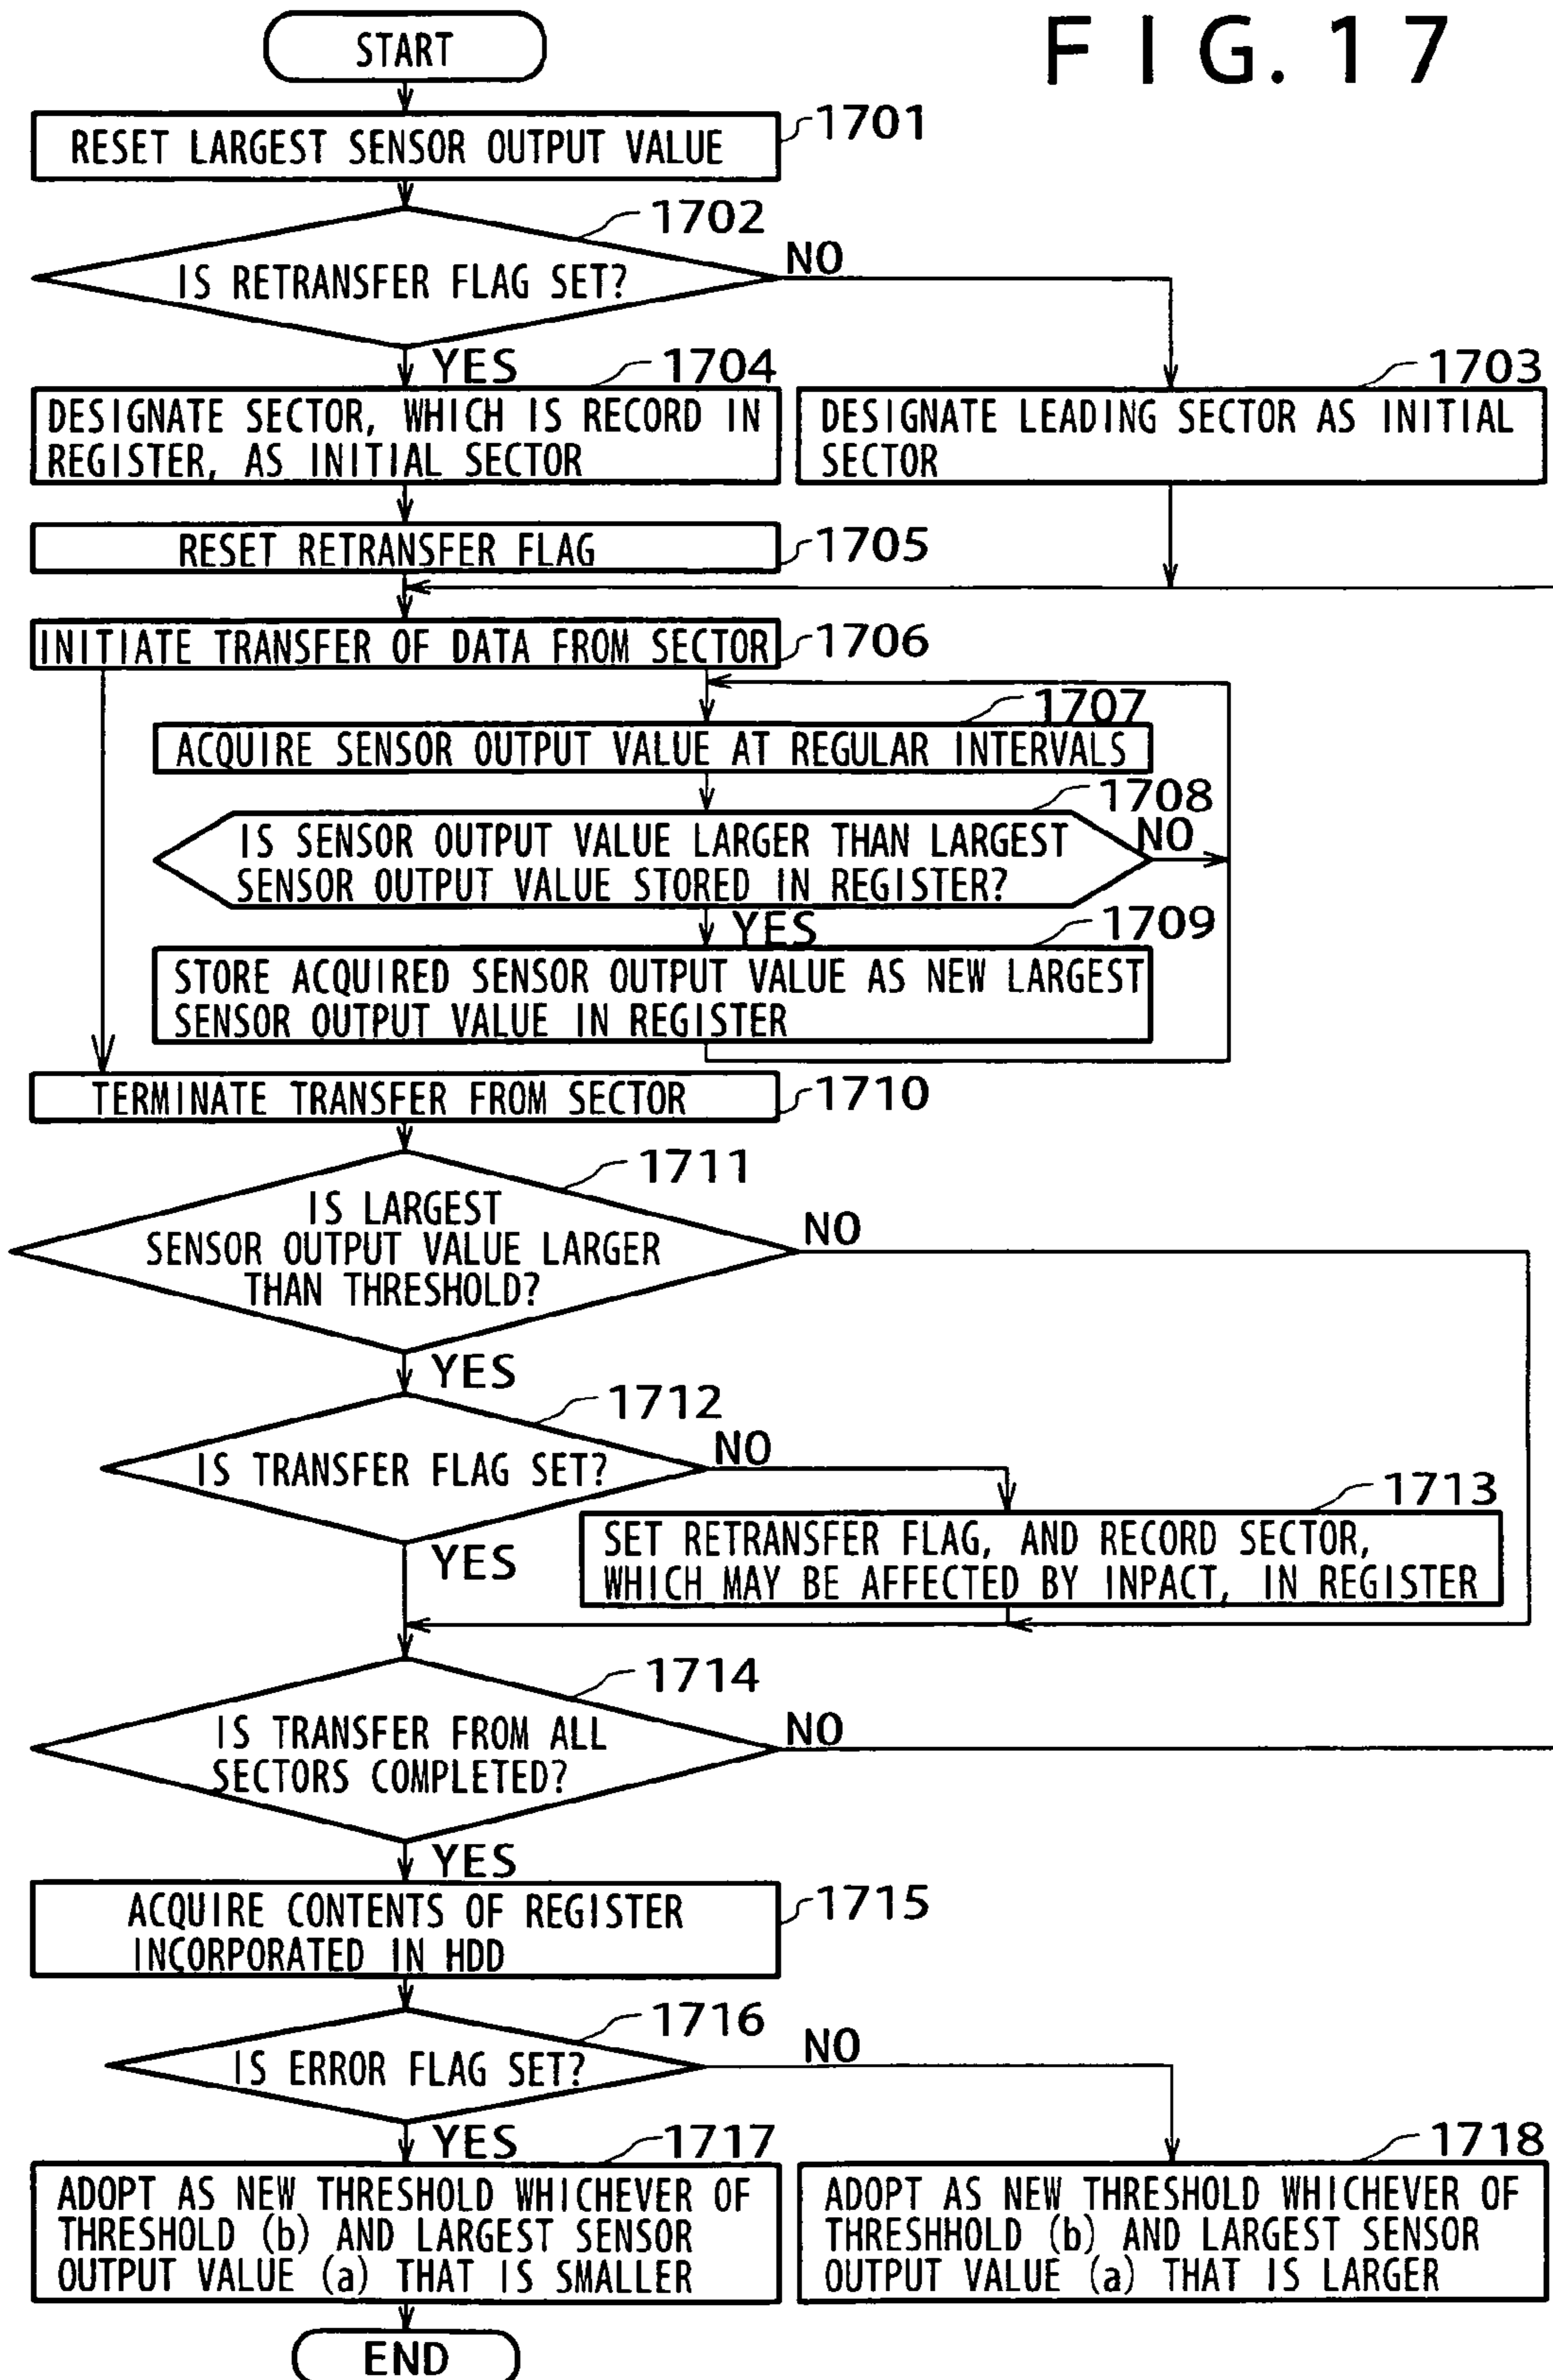 FIG. 17
START
RESET LARGEST SENSOR OUTPUT VALUE
1701
1702
IS RETRANSFER FLAG SET?
NO
YES
1704
DESIGNATE SECTOR, WHICH IS RECORD IN
REGISTER, AS INITIAL SECTOR
1703
DESIGNATE LEADING SECTOR AS INITIAL
SECTOR
RESET RETRANSFER FLAG
1705
INITIATE TRANSFER OF DATA FROM SECTOR
1706
1707
ACQUIRE SENSOR OUTPUT VALUE AT REGULAR INTERVALS
1708
IS SENSOR OUTPUT VALUE LARGER THAN LARGEST
SENSOR OUTPUT VALUE STORED IN REGISTER?
NO
YES
1709
STORE ACQUIRED SENSOR OUTPUT VALUE AS NEW LARGEST
SENSOR OUTPUT VALUE IN REGISTER
TERMINATE TRANSFER FROM SECTOR
1710
1711
IS LARGEST
SENSOR OUTPUT VALUE LARGER
THAN THRESHOLD?
NO
YES
1712
IS TRANSFER FLAG SET?
NO
YES
1713
SET RETRANSFER FLAG, AND RECORD SECTOR,
WHICH MAY BE AFFECTED BY INPACT, IN REGISTER
1714
IS TRANSFER FROM ALL
SECTORS COMPLETED?
NO
YES
ACQUIRE CONTENTS OF REGISTER
INCORPORATED IN HDD
1715
1716
IS ERROR FLAG SET?
NO
YES
1717
ADOPT AS NEW THRESHOLD WHICHEVER OF
THRESHOLD (b) AND LARGEST SENSOR
OUTPUT VALUE (a) THAT IS SMALLER
1718
ADOPT AS NEW THRESHOLD WHICHEVER OF
THRESHHOLD (b) AND LARGEST SENSOR
OUTPUT VALUE (a) THAT IS LARGER
END